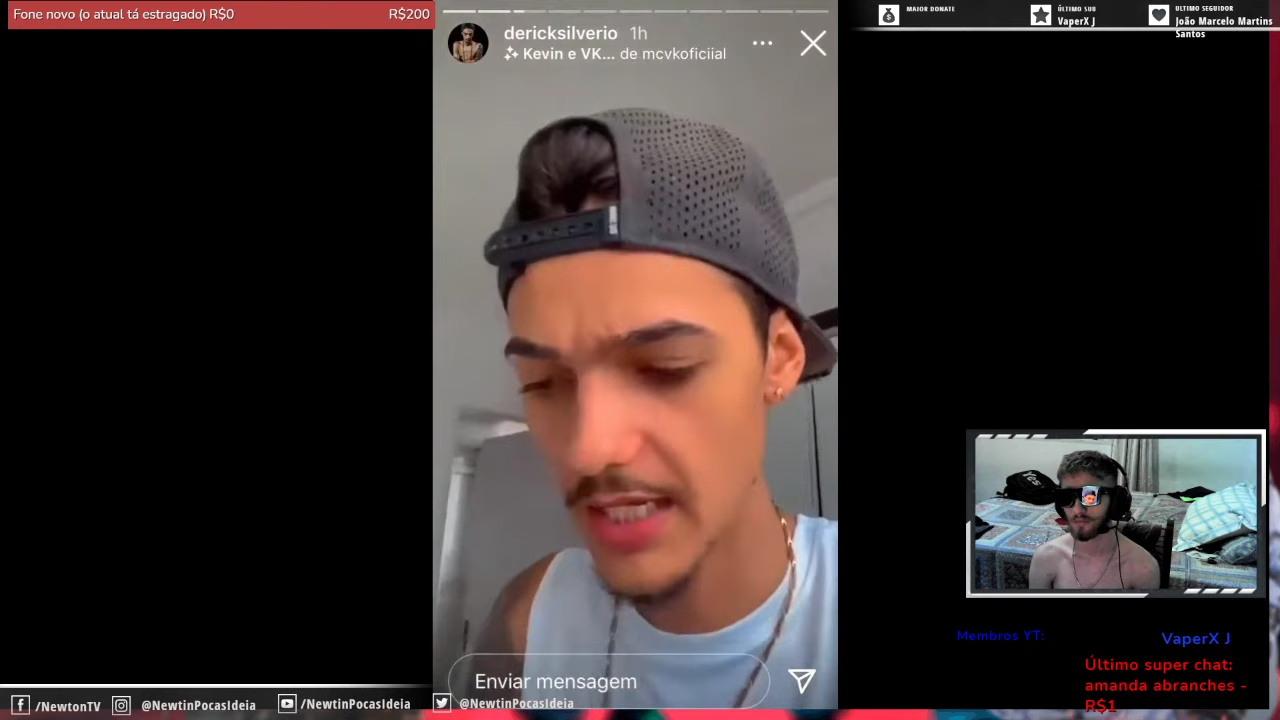 Fone novo (o atual tá estragado) R$0 R$200
dericksilverio 1h
Kevin e VK... de mcvkoficiial
MAIOR DONATE
ÚLTIMO SUB
VaperX J
ULTIMO SEGUIDOR
João Marcelo Martins
Santos
Yes
Enviar mensagem
Membros YT: VaperX J
Último super chat:
amanda abranches -
R$1
/NewtonTV @NewtinPocasIdeia /NewtinPocasIdeia @NewtinPocasIdeia